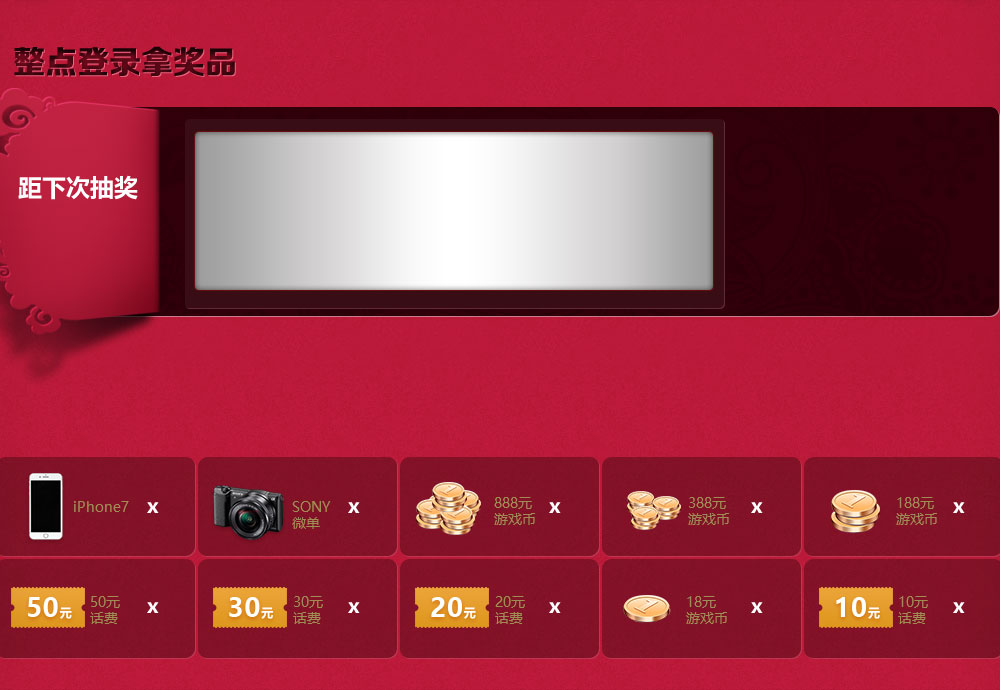 整点登录拿奖品
距下次抽奖
iPhone7
x
SONY
微单
x
888元
游戏币
x
388元
游戏币
x
188元
游戏币
x
50元
50元
话费
x
30元
30元
话费
x
20元
20元
话费
x
18元
游戏币
x
10元
10元
话费
x